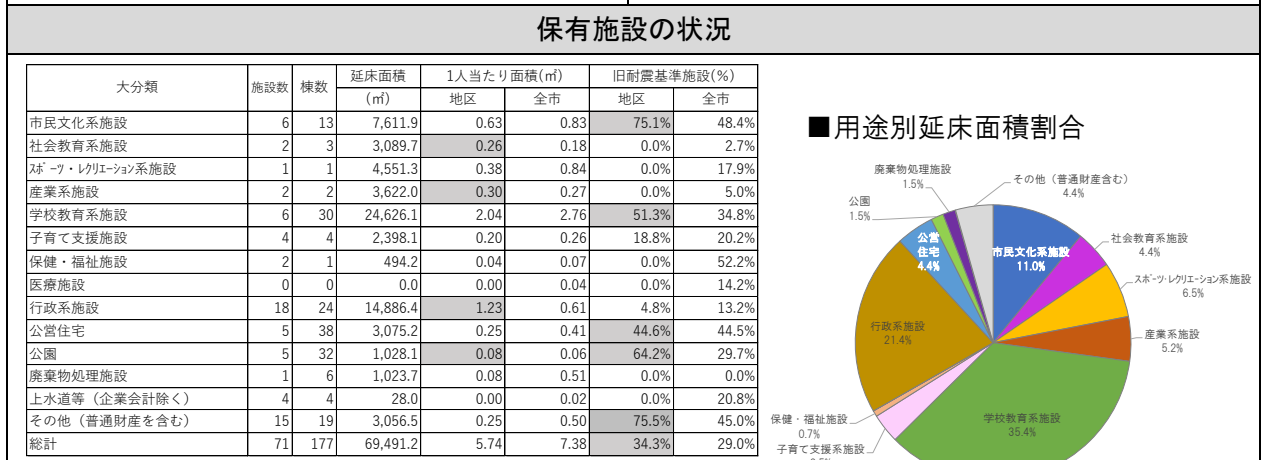 保有施設の状況
大分類 施設数 棟数 延床面積 1人当たり面積(㎡) 旧耐震基準施設(%)
(㎡) 地区 全市 地区 全市
市民文化系施設 6 13 7,611.9 0.63 0.83 75.1% 48.4%
社会教育系施設 2 3 3,089.7 0.26 0.18 0.0% 2.7%
ｽﾎﾟｰﾂ・ﾚｸﾘｴｰｼｮﾝ系施設 1 1 4,551.3 0.38 0.84 0.0% 17.9%
産業系施設 2 2 3,622.0 0.30 0.27 0.0% 5.0%
学校教育系施設 6 30 24,626.1 2.04 2.76 51.3% 34.8%
子育て支援施設 4 4 2,398.1 0.20 0.26 18.8% 20.2%
保健・福祉施設 2 1 494.2 0.04 0.07 0.0% 52.2%
医療施設 0 0 0.0 0.00 0.04 0.0% 14.2%
行政系施設 18 24 14,886.4 1.23 0.61 4.8% 13.2%
公営住宅 5 38 3,075.2 0.25 0.41 44.6% 44.5%
公園 5 32 1,028.1 0.08 0.06 64.2% 29.7%
廃棄物処理施設 1 6 1,023.7 0.08 0.51 0.0% 0.0%
上水道等（企業会計除く） 4 4 28.0 0.00 0.02 0.0% 20.8%
その他（普通財産を含む） 15 19 3,056.5 0.25 0.50 75.5% 45.0%
総計 71 177 69,491.2 5.74 7.38 34.3% 29.0%
■用途別延床面積割合
廃棄物処理施設
1.5%
その他（普通財産含む）
4.4%
公園
1.5%
公営
住宅
4.4%
市民文化系施設
11.0%
社会教育系施設
4.4%
ｽﾎﾟｰﾂ・ﾚｸﾘｴｰｼｮﾝ系施設
6.5%
行政系施設
21.4%
産業系施設
5.2%
学校教育系施設
35.4%
保健・福祉施設
0.7%
子育て支援系施設